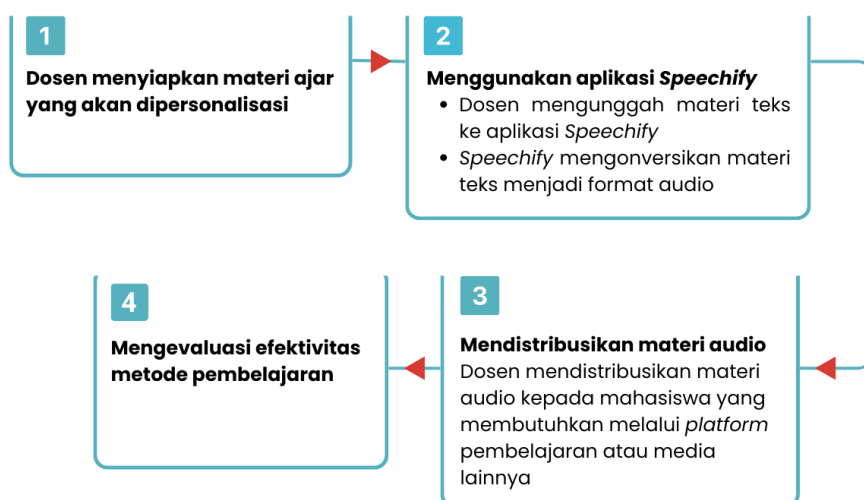 1
Dosen menyiapkan materi ajar
yang akan dipersonalisasi
2
Menggunakan aplikasi Speechify
• Dosen mengunggah materi teks
ke aplikasi Speechify
• Speechify mengonversikan materi
teks menjadi format audio
3
Mendistribusikan materi audio
Dosen mendistribusikan materi
audio kepada mahasiswa yang
membutuhkan melalui platform
pembelajaran atau media
lainnya
4
Mengevaluasi efektivitas
metode pembelajaran